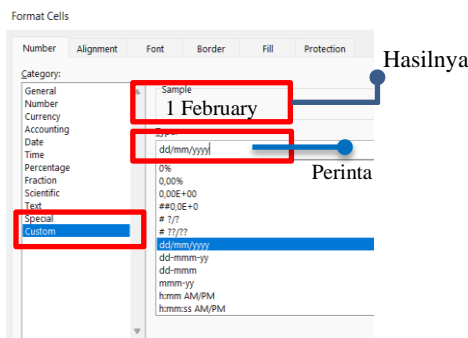 Format Cells
Number Alignment Font Border Fill Protection
Hasilnya
Category:
General
Number
Currency
Accounting
Date
Time
Percentage
Fraction
Scientific
Text
Special
Custom
Sample
1 February
dd/mm/yyyy
Perinta
0%
0,00%
0,00E+00
##0,0E+0
# ?/?
# ??/??
dd/mm/yyyy
dd-mmm-yy
dd-mmm
mmm-yy
h:mm AM/PM
h:mm:ss AM/PM